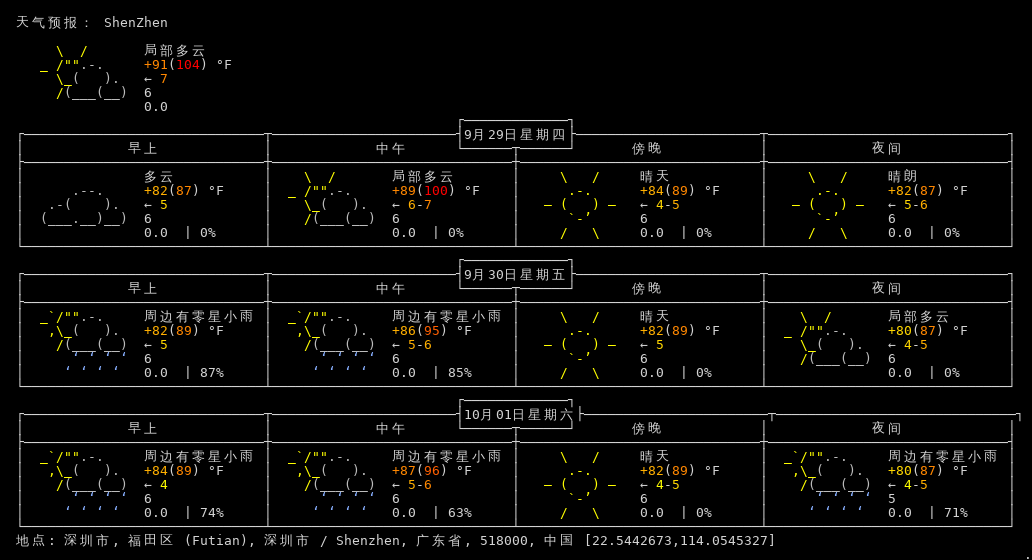 天气预报： ShenZhen
局部多云
+91(104) °F
← 7
6
0.0
9月29日星期四
早上 中午 傍晚 夜间
多云 局部多云 晴天 晴朗
+82(87) °F +89(100) °F +84(89) °F +82(87) °F
← 5 ← 6-7 ← 4-5 ← 5-6
6 6 6 6
0.0 | 0% 0.0 | 0% 0.0 | 0% 0.0 | 0%
9月30日星期五
早上 中午 傍晚 夜间
周边有零星小雨 周边有零星小雨 晴天 局部多云
+82(89) °F +86(95) °F +82(89) °F +80(87) °F
← 5 ← 5-6 ← 5 ← 4-5
6 6 6 6
0.0 | 87% 0.0 | 85% 0.0 | 0% 0.0 | 0%
10月01日星期六
早上 中午 傍晚 夜间
周边有零星小雨 周边有零星小雨 晴天 周边有零星小雨
+84(89) °F +87(96) °F +82(89) °F +80(87) °F
← 4 ← 5-6 ← 4-5 ← 4-5
6 6 6 5
0.0 | 74% 0.0 | 63% 0.0 | 0% 0.0 | 71%
地点: 深圳市, 福田区 (Futian), 深圳市 / Shenzhen, 广东省, 518000, 中国 [22.5442673,114.0545327]